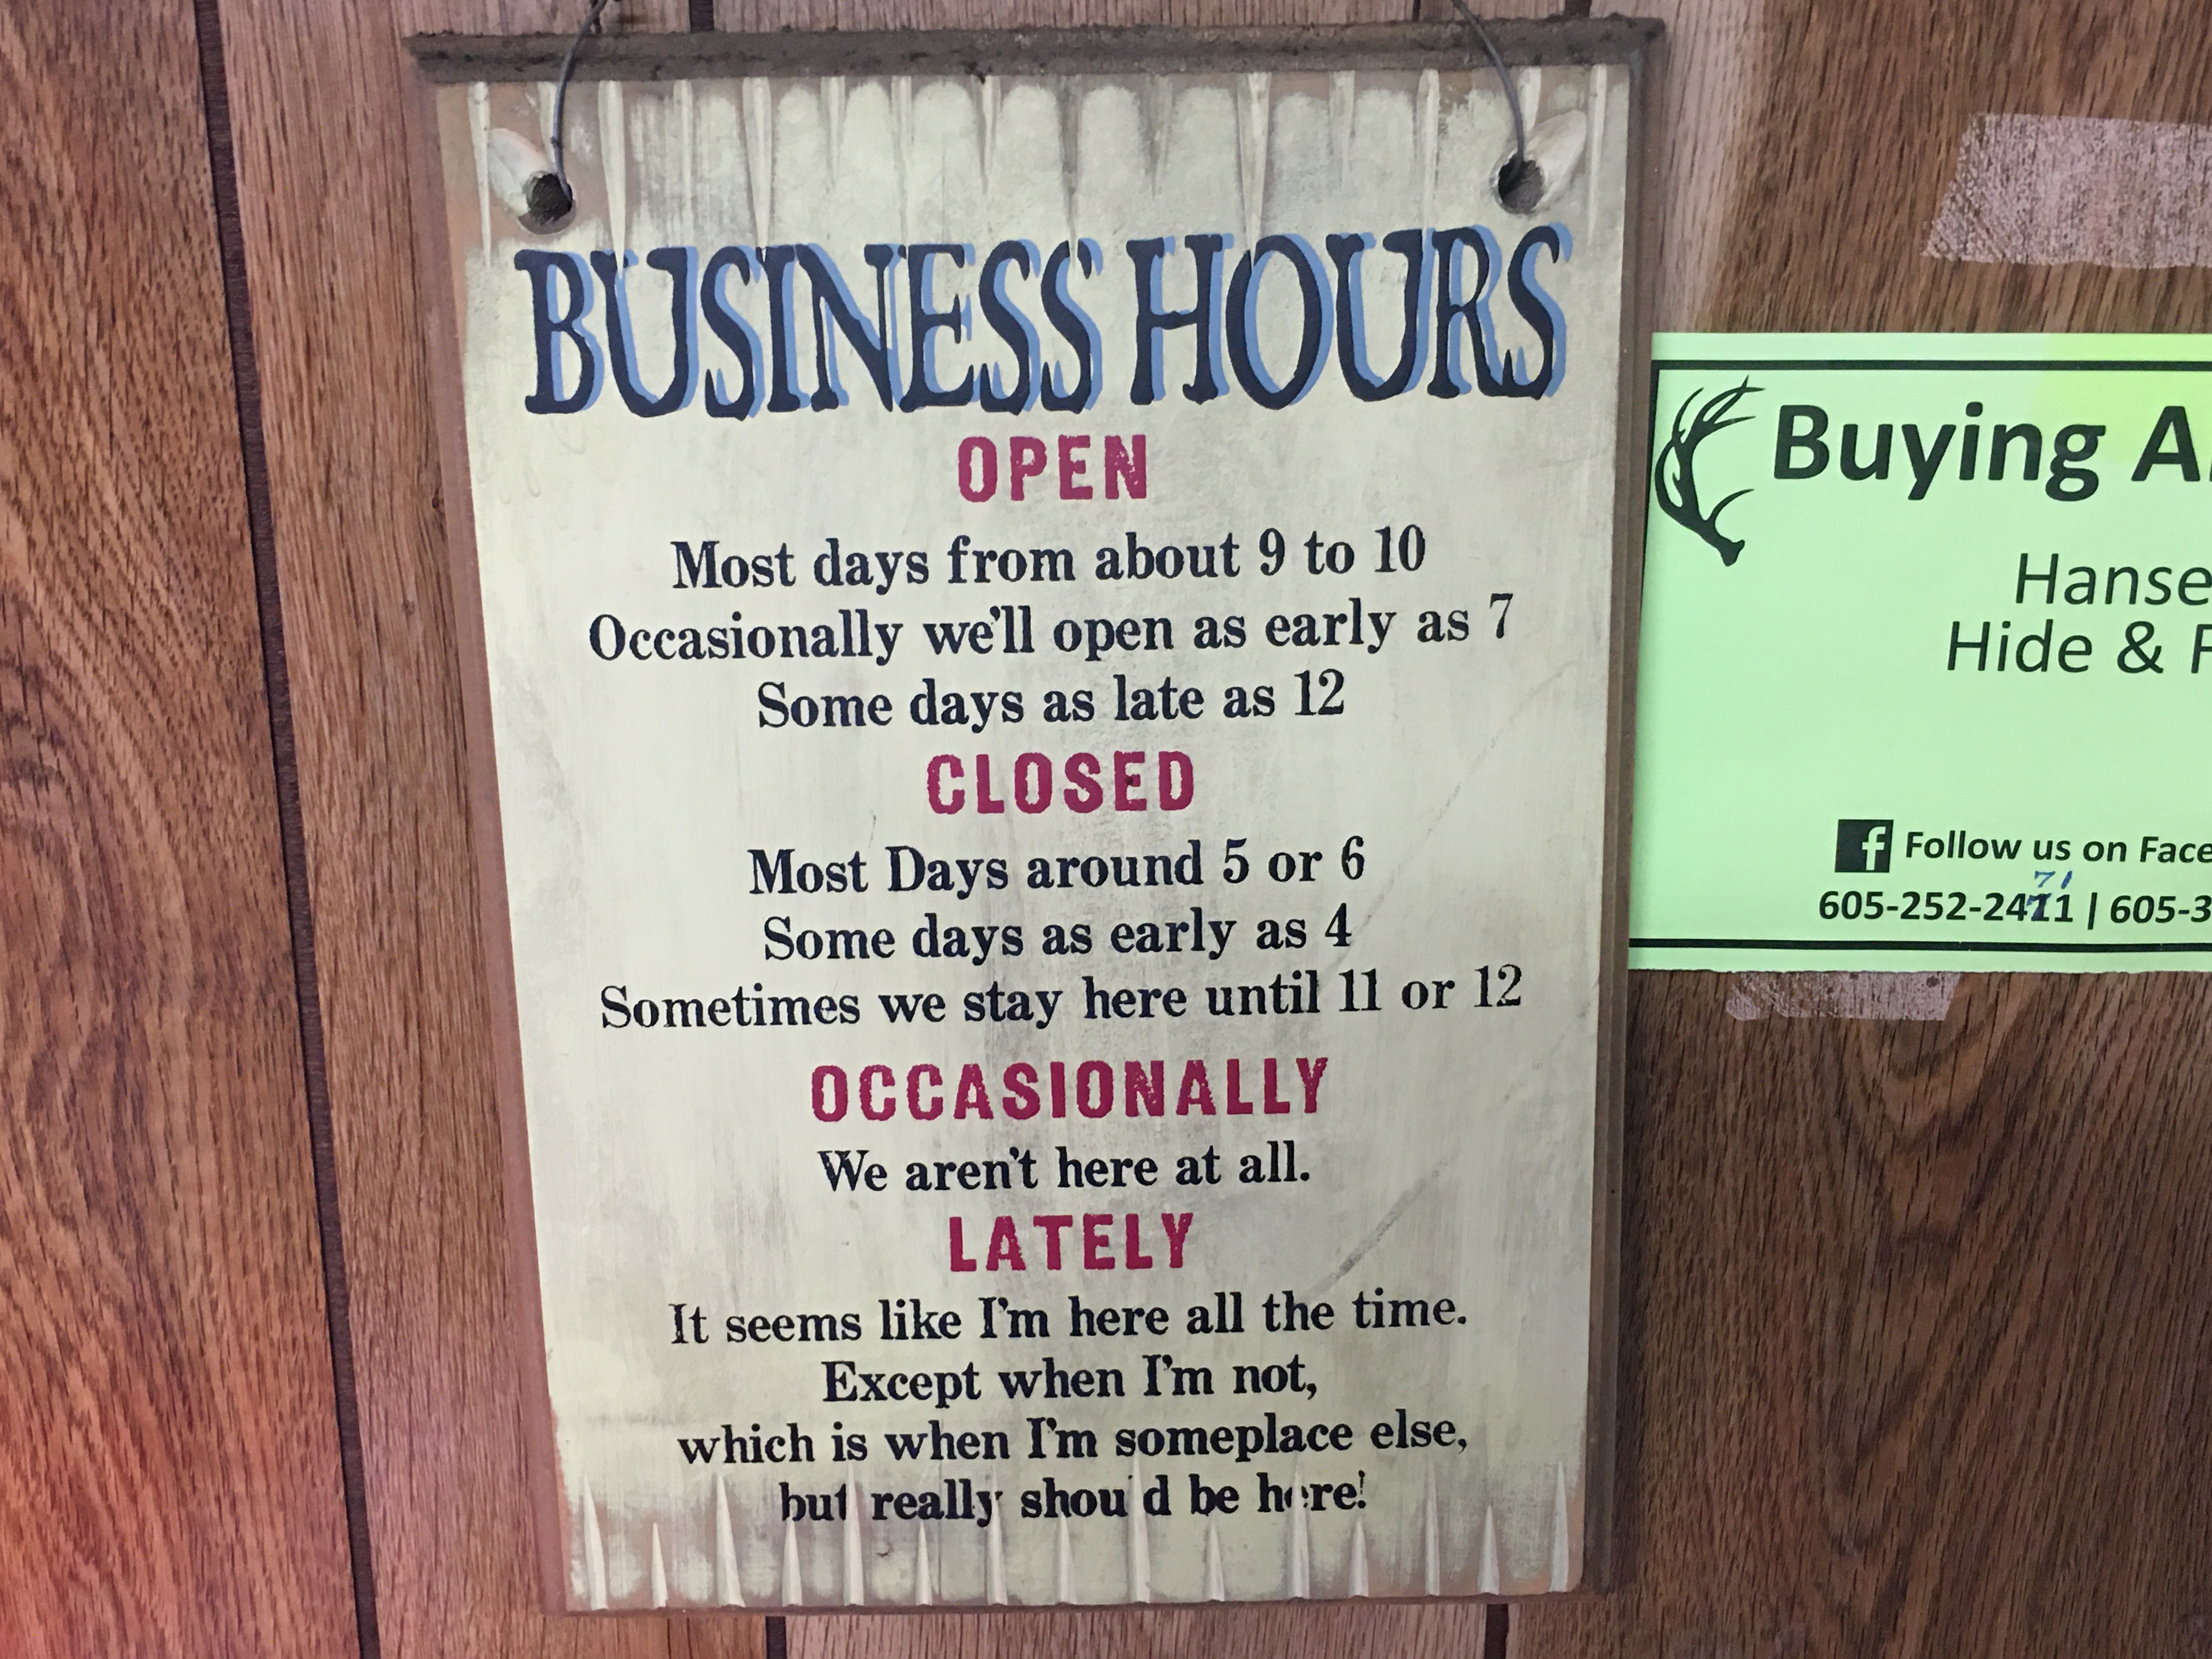 BUSINESS HOURS
OPEN
Most days from about 9 to 10
Occasionally we'll open as early as 7
Some days as late as 12
CLOSED
Most Days around 5 or 6
Some days as early as 4
Sometimes we stay here until 11 or 12
OCCASIONALLY
We aren't here at all.
LATELY
It seems like I'm here all the time.
Except when I'm not,
which is when I'm someplace else,
but really should be here!
Buying
Hide &
f Follow us on
71
| 605-3